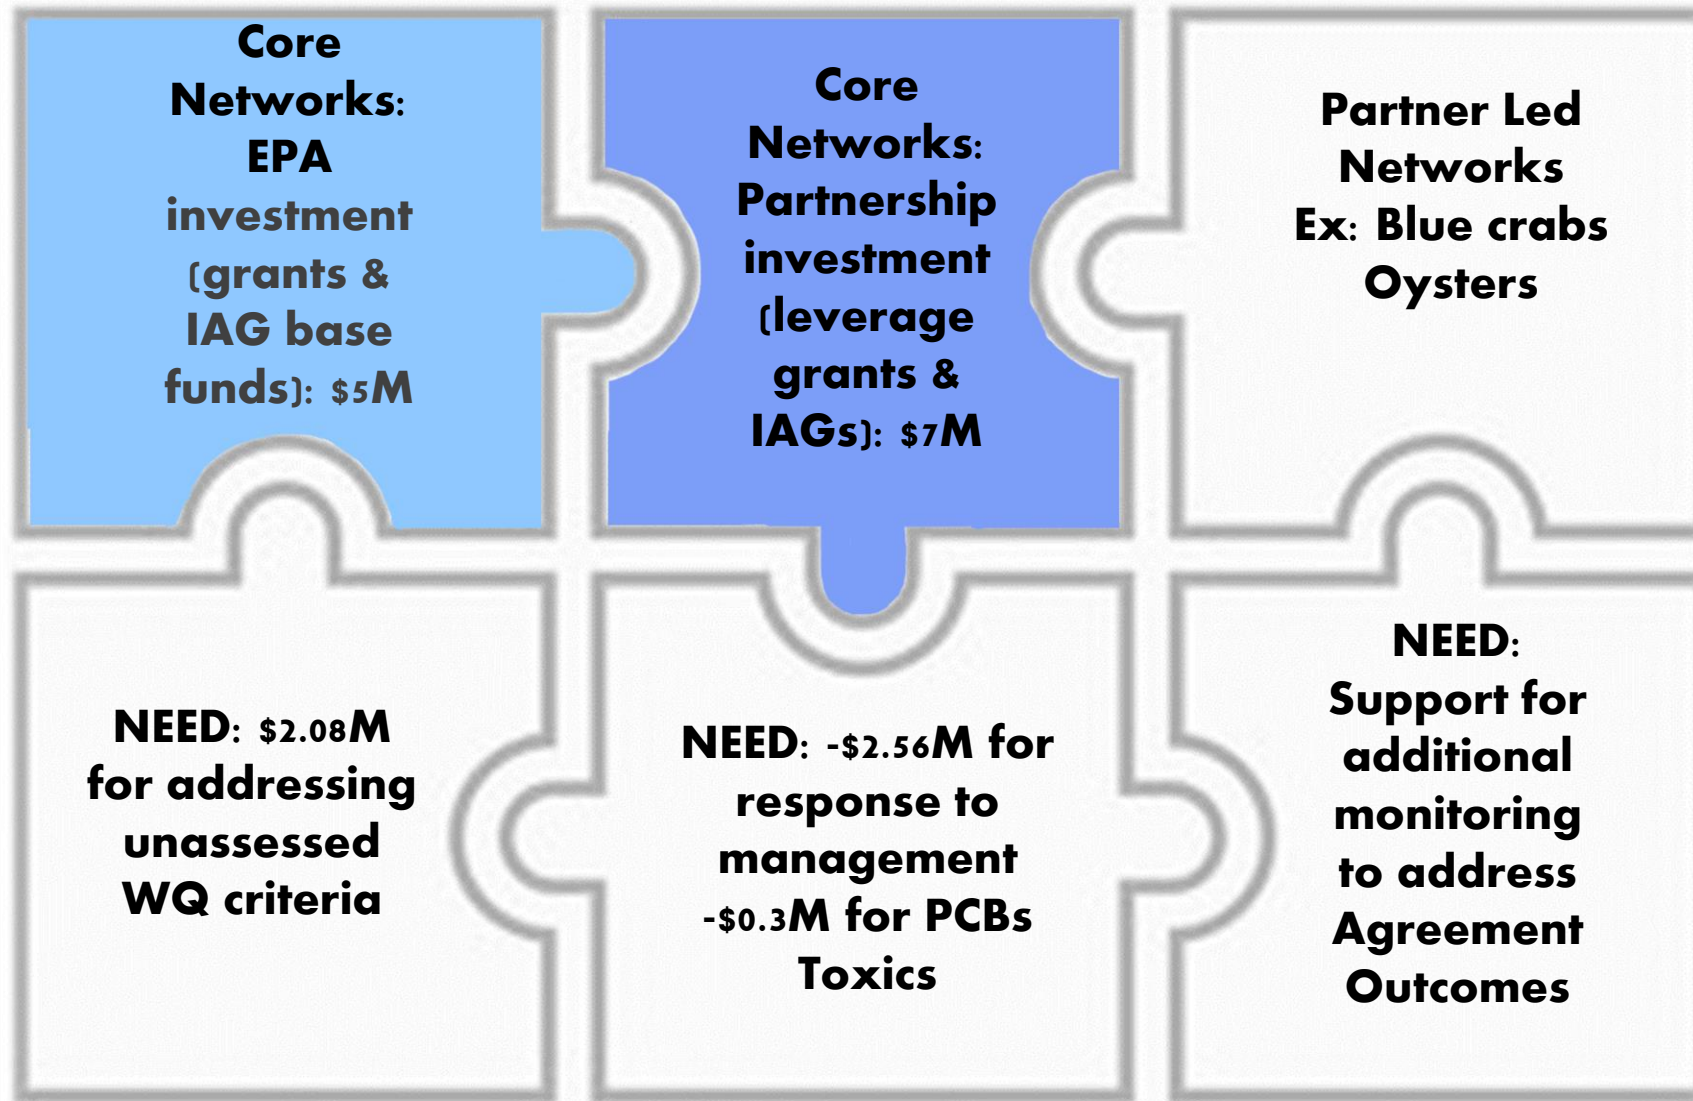 Core
Networks:
EPA
investment
(grants &
IAG base
funds): $5M
Core
Networks:
Partnership
investment
(leverage
grants &
IAGs): $7M
Partner Led
Networks
Ex: Blue crabs
Oysters
NEED: $2.08M
for addressing
unassessed
WQ criteria
NEED: -$2.56M for
response to
management
-$0.3M for PCBs
Toxics
NEED:
Support for
additional
monitoring
to address
Agreement
Outcomes